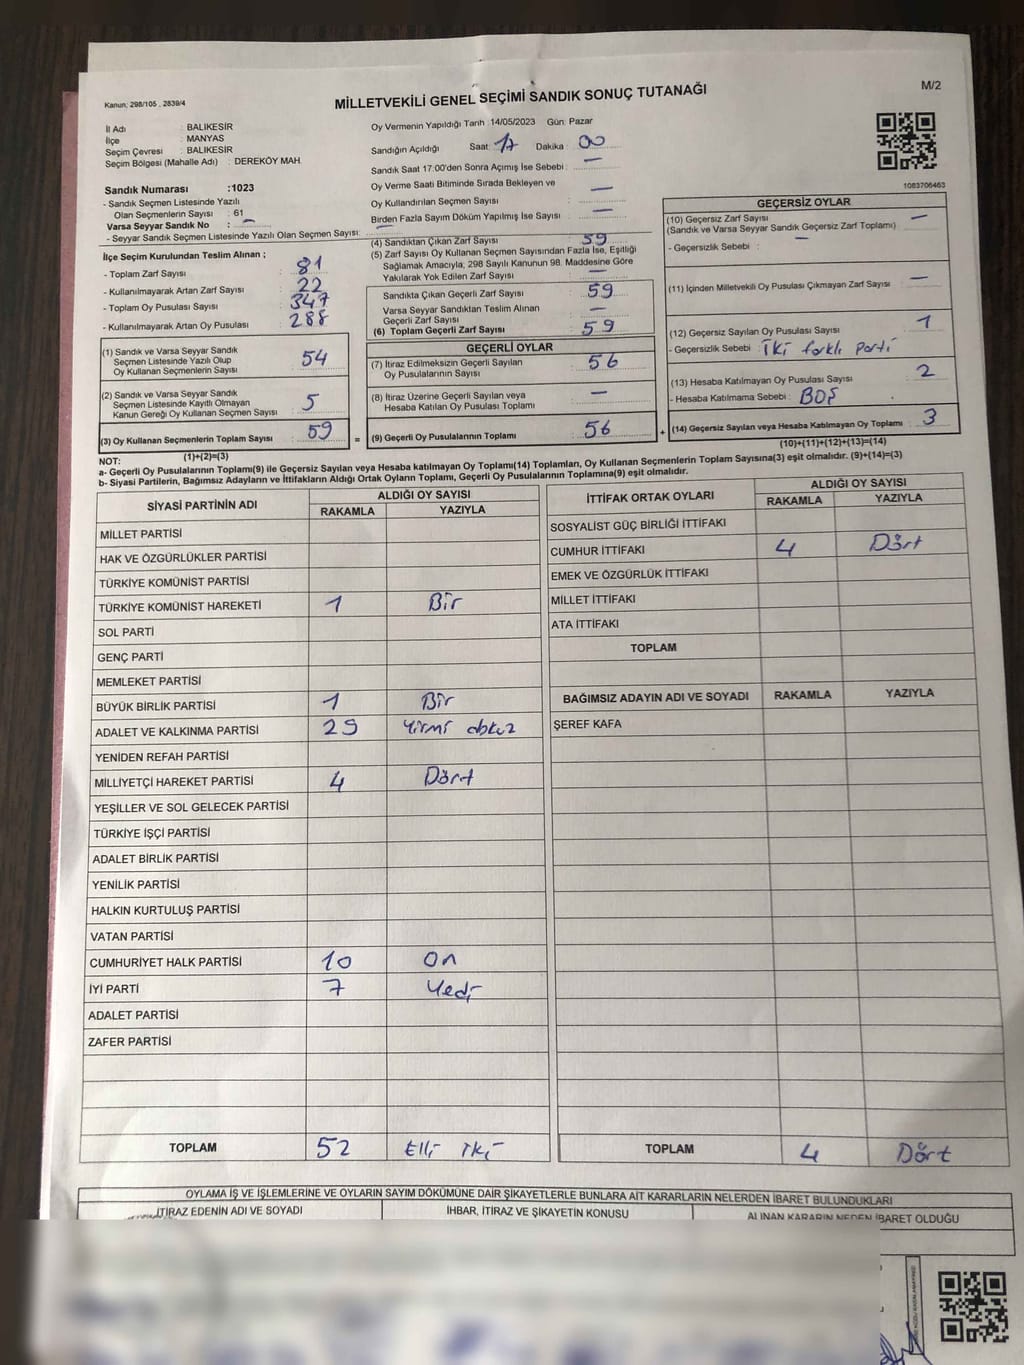 Kanun; 298/105 , 2839/4
MİLLETVEKİLİ GENEL SEÇİMİ SANDIK SONUÇ TUTANAĞI
M/2
İl Adı : BALIKESİR
İlçe : MANYAS
Seçim Çevresi : BALIKESİR
Seçim Bölgesi (Mahalle Adı) : DEREKÖY MAH.
Sandık Numarası :1023
- Sandık Seçmen Listesinde Yazılı
Olan Seçmenlerin Sayısı : 61
Varsa Seyyar Sandık No : —
- Seyyar Sandık Seçmen Listesinde Yazılı Olan Seçmen Sayısı: —
İlçe Seçim Kurulundan Teslim Alınan ;
- Toplam Zarf Sayısı : 81
- Kullanılmayarak Artan Zarf Sayısı : 22
- Toplam Oy Pusulası Sayısı : 347
- Kullanılmayarak Artan Oy Pusulası : 288
(1) Sandık ve Varsa Seyyar Sandık
Seçmen Listesinde Yazılı Olup
Oy Kullanan Seçmenlerin Sayısı : 54
(2) Sandık ve Varsa Seyyar Sandık
Seçmen Listesinde Kayıtlı Olmayan
Kanun Gereği Oy Kullanan Seçmen Sayısı : 5
(3) Oy Kullanan Seçmenlerin Toplam Sayısı : 59
(1)+(2)=(3)
Oy Vermenin Yapıldığı Tarih :14/05/2023 Gün: Pazar
Sandığın Açıldığı Saat: 17 Dakika : 00
Sandık Saat 17:00'den Sonra Açımış İse Sebebi : —
Oy Verme Saati Bitiminde Sırada Bekleyen ve
Oy Kullandırılan Seçmen Sayısı : —
Birden Fazla Sayım Döküm Yapılmış İse Sayısı : —
(4) Sandıktan Çıkan Zarf Sayısı : 59
(5) Zarf Sayısı Oy Kullanan Seçmen Sayısından Fazla İse, Eşitliği
Sağlamak Amacıyla, 298 Sayılı Kanunun 98. Maddesine Göre
Yakılarak Yok Edilen Zarf Sayısı : —
Sandıkta Çıkan Geçerli Zarf Sayısı : 59
Varsa Seyyar Sandıktan Teslim Alınan
Geçerli Zarf Sayısı : —
(6) Toplam Geçerli Zarf Sayısı : 59
GEÇERLİ OYLAR
(7) İtiraz Edilmeksizin Geçerli Sayılan
Oy Pusulalarının Sayısı : 56
(8) İtiraz Üzerine Geçerli Sayılan veya
Hesaba Katılan Oy Pusulası Toplamı : —
= (9) Geçerli Oy Pusulalarının Toplamı : 56
1083706463
GEÇERSİZ OYLAR
(10) Geçersiz Zarf Sayısı : —
(Sandık ve Varsa Seyyar Sandık Geçersiz Zarf Toplamı)
- Geçersizlik Sebebi : —
(11) İçinden Milletvekili Oy Pusulası Çıkmayan Zarf Sayısı : —
(12) Geçersiz Sayılan Oy Pusulası Sayısı : 1
- Geçersizlik Sebebi : İki farklı parti
(13) Hesaba Katılmayan Oy Pusulası Sayısı : 2
- Hesaba Katılmama Sebebi : BOŞ
+ (14) Geçersiz Sayılan veya Hesaba Katılmayan Oy Toplamı : 3
(10)+(11)+(12)+(13)=(14)
NOT:
a- Geçerli Oy Pusulalarının Toplamı(9) ile Geçersiz Sayılan veya Hesaba katılmayan Oy Toplamı(14) Toplamları, Oy Kullanan Seçmenlerin Toplam Sayısına(3) eşit olmalıdır. (9)+(14)=(3)
b- Siyasi Partilerin, Bağımsız Adayların ve İttifakların Aldığı Ortak Oyların Toplamı, Geçerli Oy Pusulalarının Toplamına(9) eşit olmalıdır.
SİYASİ PARTİNİN ADI ALDIĞI OY SAYISI
RAKAMLA YAZIYLA
MİLLET PARTİSİ
HAK VE ÖZGÜRLÜKLER PARTİSİ
TÜRKİYE KOMÜNİST PARTİSİ
TÜRKİYE KOMÜNİST HAREKETİ 1 Bir
SOL PARTİ
GENÇ PARTİ
MEMLEKET PARTİSİ
BÜYÜK BİRLİK PARTİSİ 1 Bir
ADALET VE KALKINMA PARTİSİ 29 Yirmi dokuz
YENİDEN REFAH PARTİSİ
MİLLİYETÇİ HAREKET PARTİSİ 4 Dört
YEŞİLLER VE SOL GELECEK PARTİSİ
TÜRKİYE İŞÇİ PARTİSİ
ADALET BİRLİK PARTİSİ
YENİLİK PARTİSİ
HALKIN KURTULUŞ PARTİSİ
VATAN PARTİSİ
CUMHURİYET HALK PARTİSİ 10 On
İYİ PARTİ 7 Yedi
ADALET PARTİSİ
ZAFER PARTİSİ
TOPLAM 52 Elli İki
İTTİFAK ORTAK OYLARI ALDIĞI OY SAYISI
RAKAMLA YAZIYLA
SOSYALİST GÜÇ BİRLİĞİ İTTİFAKI
CUMHUR İTTİFAKI 4 Dört
EMEK VE ÖZGÜRLÜK İTTİFAKI
MİLLET İTTİFAKI
ATA İTTİFAKI
TOPLAM
BAĞIMSIZ ADAYIN ADI VE SOYADI RAKAMLA YAZIYLA
ŞEREF KAFA
TOPLAM 4 Dört
OYLAMA İŞ VE İŞLEMLERİNE VE OYLARIN SAYIM DÖKÜMÜNE DAİR ŞİKAYETLERLE BUNLARA AİT KARARLARIN NELERDEN İBARET BULUNDUKLARI
İTİRAZ EDENİN ADI VE SOYADI İHBAR, İTİRAZ VE ŞİKAYETİN KONUSU ALINAN KARARIN NEDEN İBARET OLDUĞU